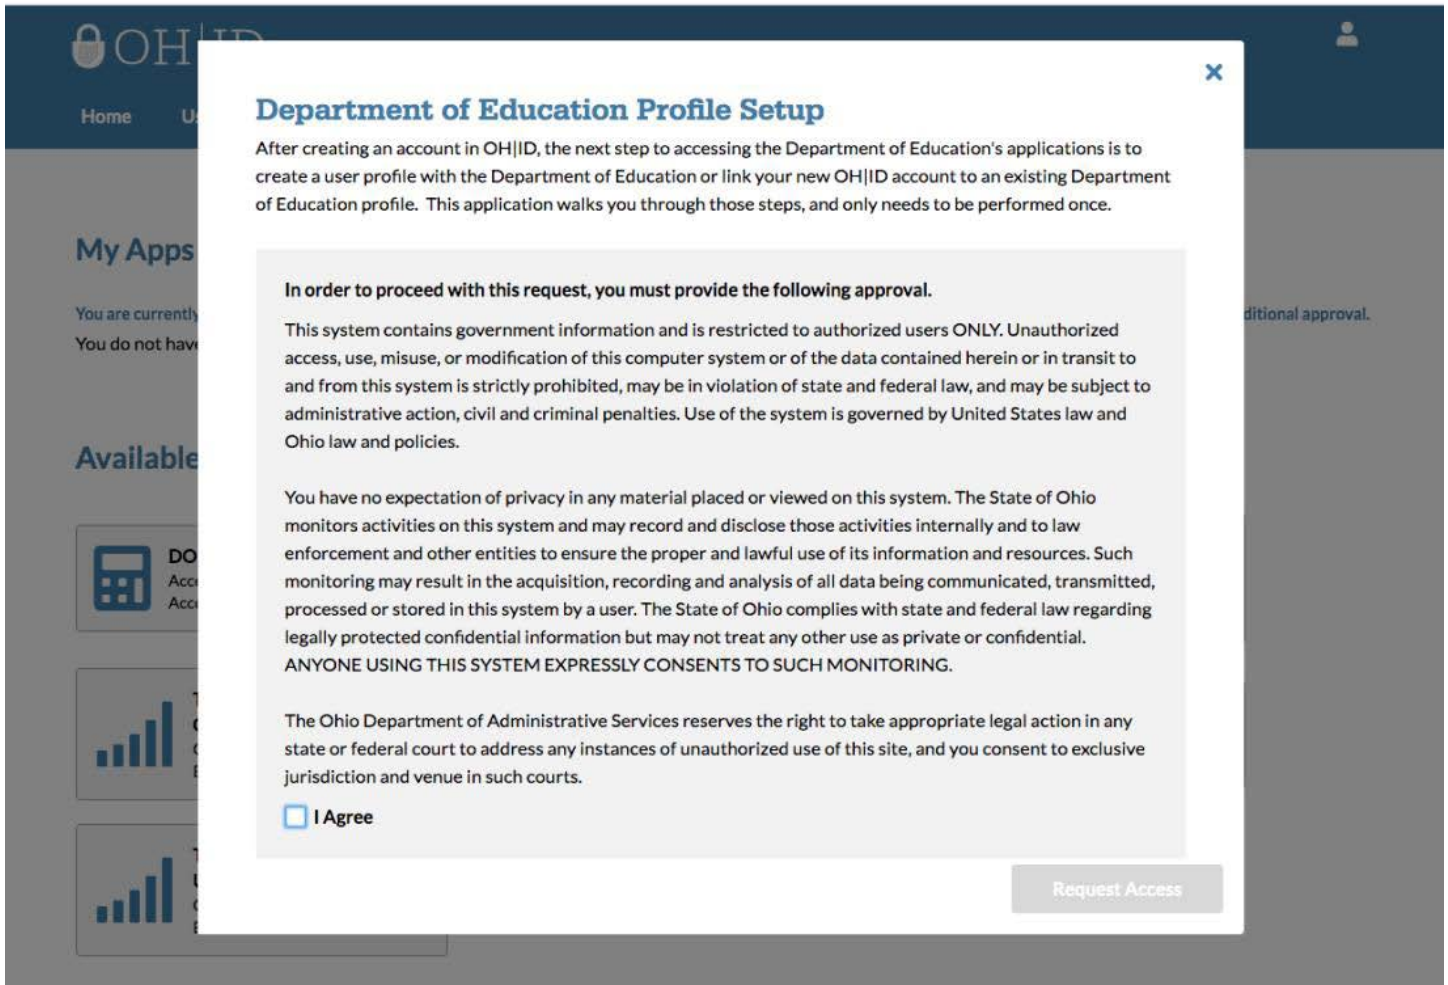 OH|ID
Home
Department of Education Profile Setup
After creating an account in OH|ID, the next step to accessing the Department of Education's applications is to
create a user profile with the Department of Education or link your new OH|ID account to an existing Department
of Education profile. This application walks you through those steps, and only needs to be performed once.
My Apps
You are currently
ditional approval.
You do not have
In order to proceed with this request, you must provide the following approval.
This system contains government information and is restricted to authorized users ONLY. Unauthorized
access, use, misuse, or modification of this computer system or of the data contained herein or in transit to
and from this system is strictly prohibited, may be in violation of state and federal law, and may be subject to
administrative action, civil and criminal penalties. Use of the system is governed by United States law and
Ohio law and policies.
Available
You have no expectation of privacy in any material placed or viewed on this system. The State of Ohio
monitors activities on this system and may record and disclose those activities internally and to law
enforcement and other entities to ensure the proper and lawful use of its information and resources. Such
monitoring may result in the acquisition, recording and analysis of all data being communicated, transmitted,
processed or stored in this system by a user. The State of Ohio complies with state and federal law regarding
legally protected confidential information but may not treat any other use as private or confidential.
ANYONE USING THIS SYSTEM EXPRESSLY CONSENTS TO SUCH MONITORING.
DO
Acc
Acc
The Ohio Department of Administrative Services reserves the right to take appropriate legal action in any
state or federal court to address any instances of unauthorized use of this site, and you consent to exclusive
jurisdiction and venue in such courts.
I Agree
Request Access